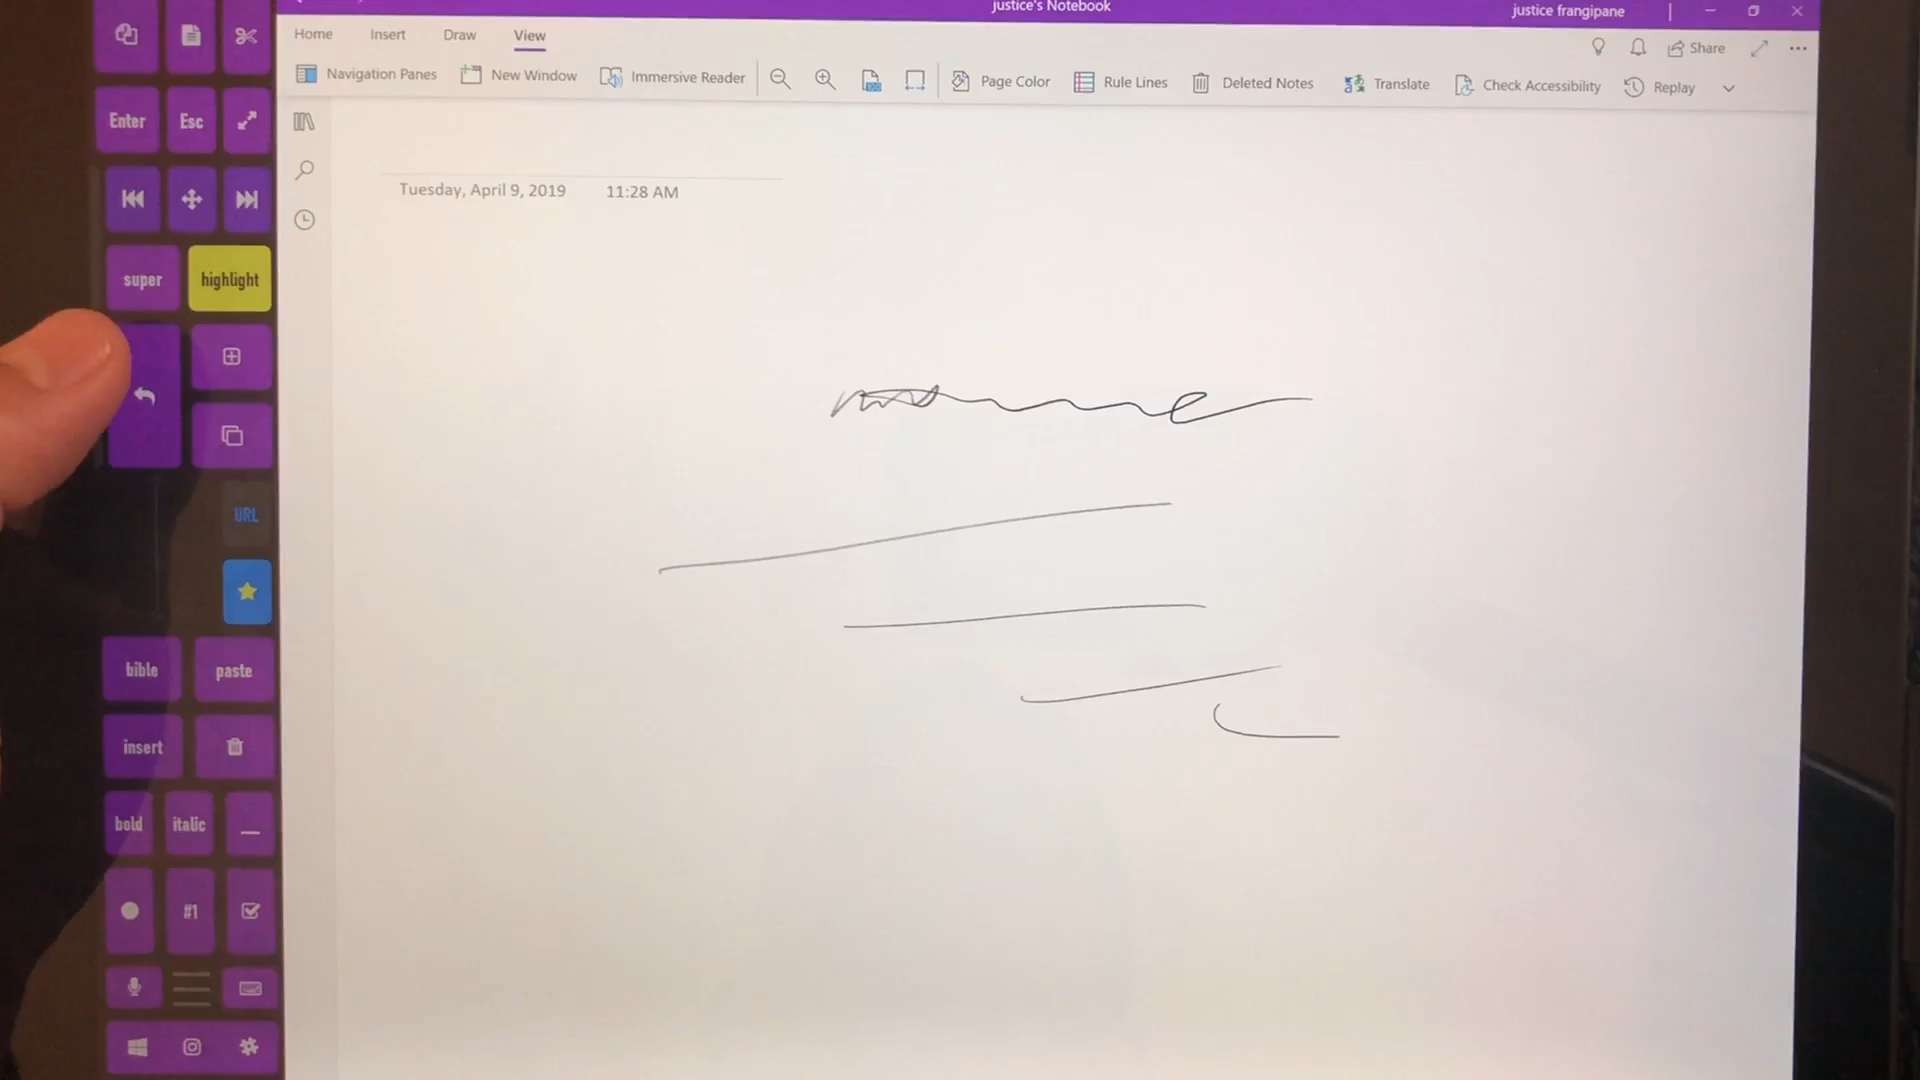 justice's Notebook
justice frangipane
Home Insert Draw View
Share
Navigation Panes New Window Immersive Reader Page Color Rule Lines Deleted Notes Translate Check Accessibility Replay
100
Tuesday, April 9, 2019 11:28 AM
Enter Esc
super highlight
URL
bible paste
insert
bold italic
#1